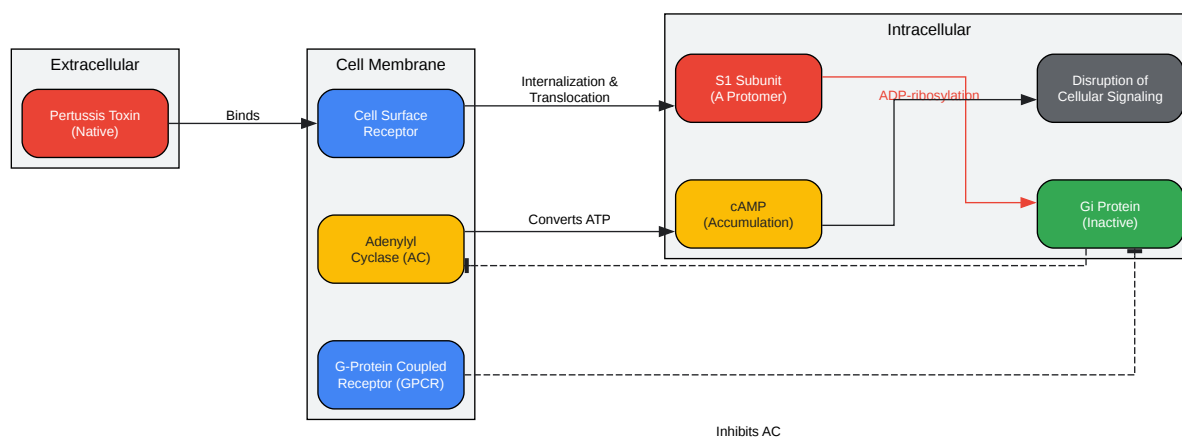 Extracellular
Pertussis Toxin
(Native)
Binds
Cell Membrane
Cell Surface
Receptor
Internalization &
Translocation
Adenylyl
Cyclase (AC)
Converts ATP
G-Protein Coupled
Receptor (GPCR)
Intracellular
S1 Subunit
(A Protomer)
ADP-ribosylation
Disruption of
Cellular Signaling
cAMP
(Accumulation)
Gi Protein
(Inactive)
Inhibits AC